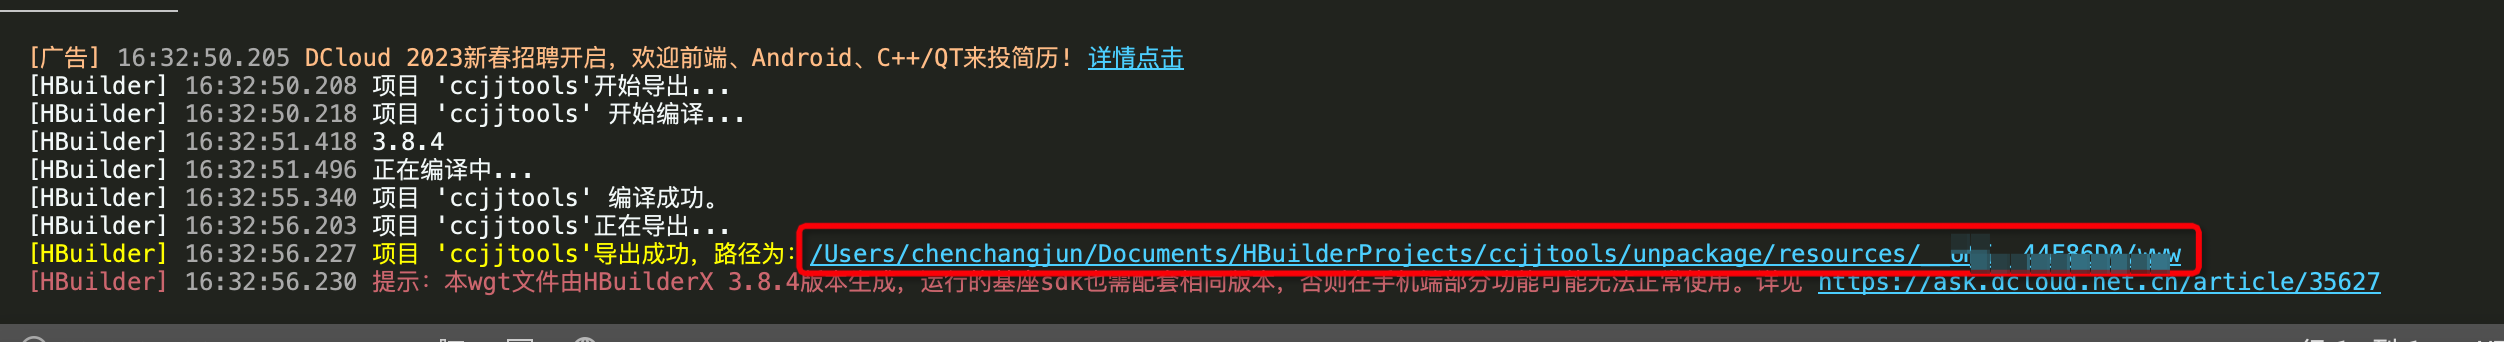 [广告] 16:32:50.205 DCloud 2023新春招聘开启，欢迎前端、Android、C++/QT来投简历! 详情点击
[HBuilder] 16:32:50.208 项目 'ccjjtools'开始导出...
[HBuilder] 16:32:50.218 项目 'ccjjtools' 开始编译...
[HBuilder] 16:32:51.418 3.8.4
[HBuilder] 16:32:51.496 正在编译中...
[HBuilder] 16:32:55.340 项目 'ccjjtools' 编译成功。
[HBuilder] 16:32:56.203 项目 'ccjjtools'正在导出...
[HBuilder] 16:32:56.227 项目 'ccjjtools'导出成功，路径为：/Users/chenchangjun/Documents/HBuilderProjects/ccjjtools/unpackage/resources/
[HBuilder] 16:32:56.230 提示：本wgt文件由HBuilderX 3.8.4版本生成，运行的基座sdk也需配套相同版本，否则在手机端部分功能可能无法正常使用。详见 https://ask.dcloud.net.cn/article/35627